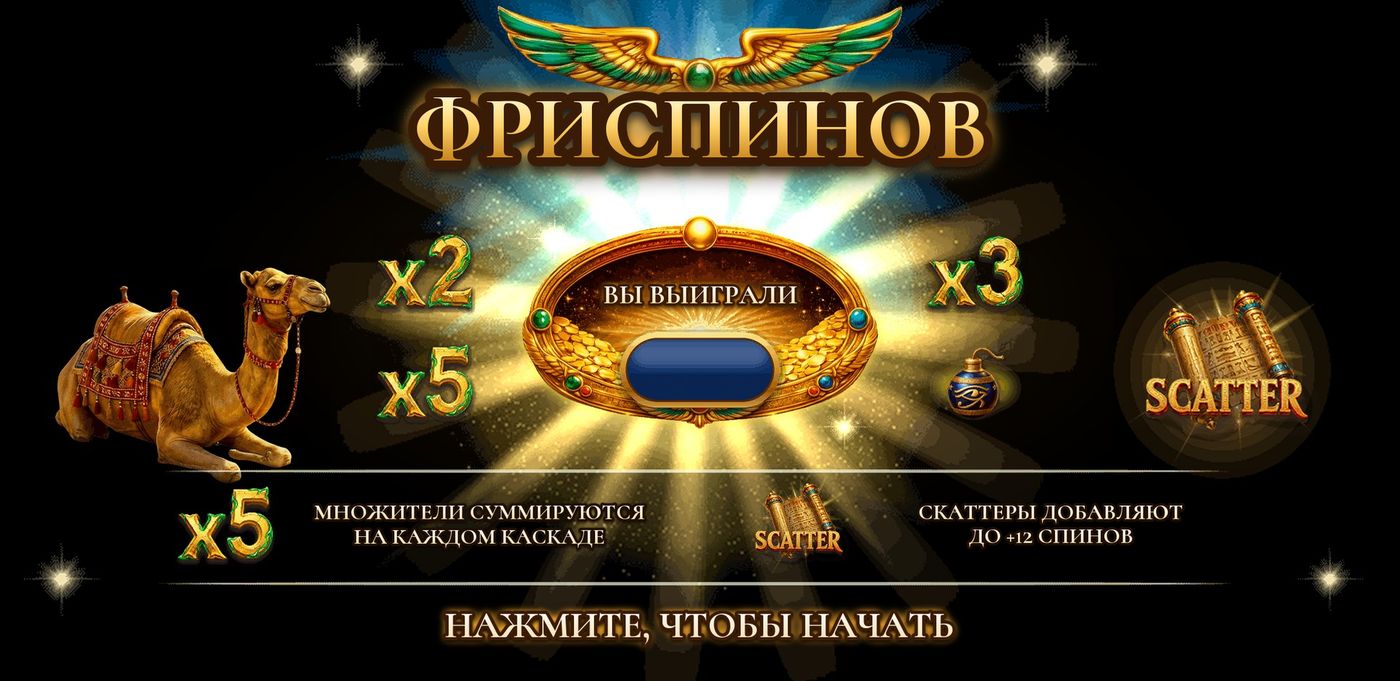 ФРИСПИНОВ
x2
x3
ВЫ ВЫИГРАЛИ
x5
SCATTER
x5
МНОЖИТЕЛИ СУММИРУЮТСЯ
НА КАЖДОМ КАСКАДЕ
SCATTER
СКАТТЕРЫ ДОБАВЛЯЮТ
ДО +12 СПИНОВ
НАЖМИТЕ, ЧТОБЫ НАЧАТЬ